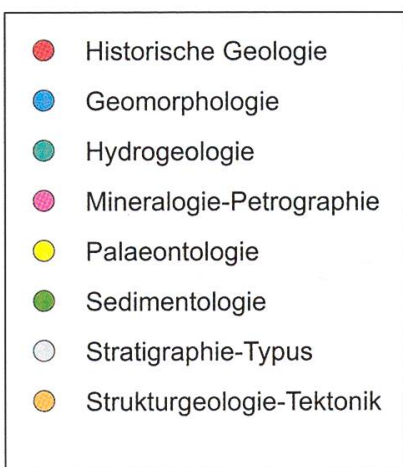 Historische Geologie
Geomorphologie
Hydrogeologie
Mineralogie-Petrographie
Palaeontologie
Sedimentologie
Stratigraphie-Typus
Strukturgeologie-Tektonik